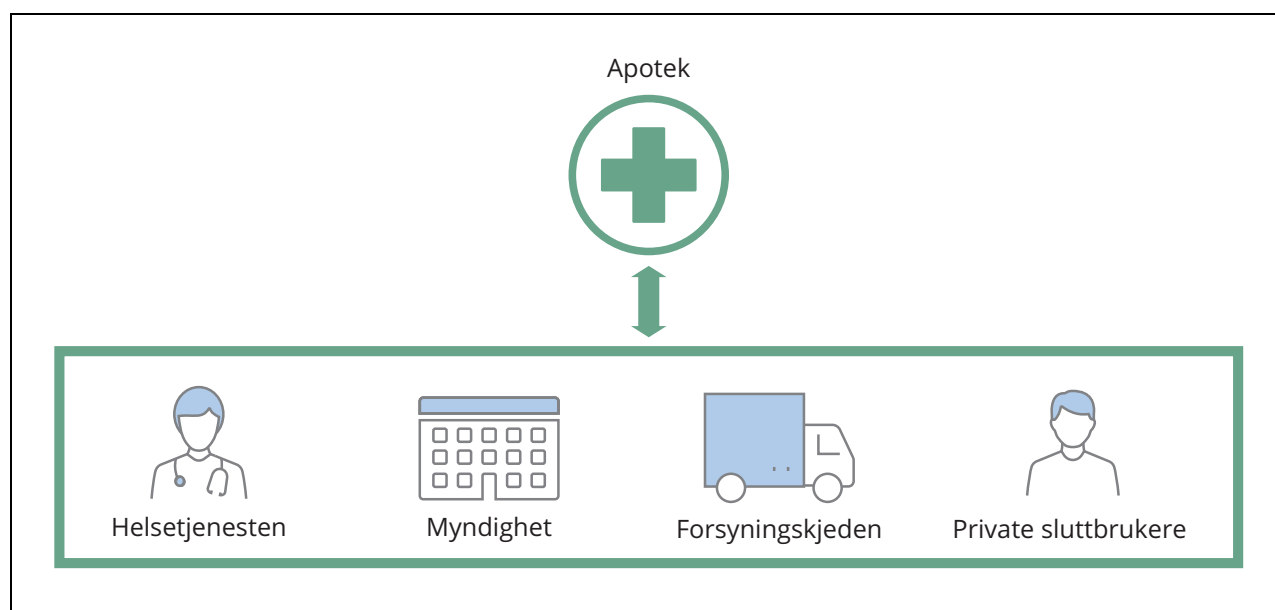 Apotek
Helsetjenesten
Myndighet
Forsyningskjeden
Private sluttbrukere